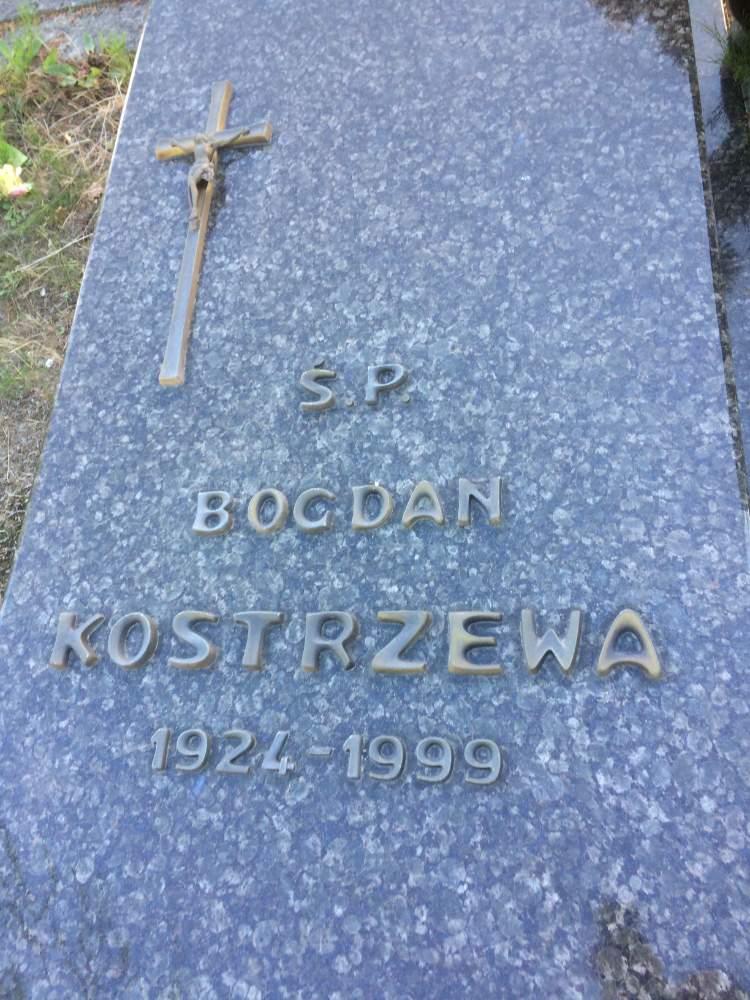 Ś.P.
BOGDAN
KOSTRZEWA
1924-1999